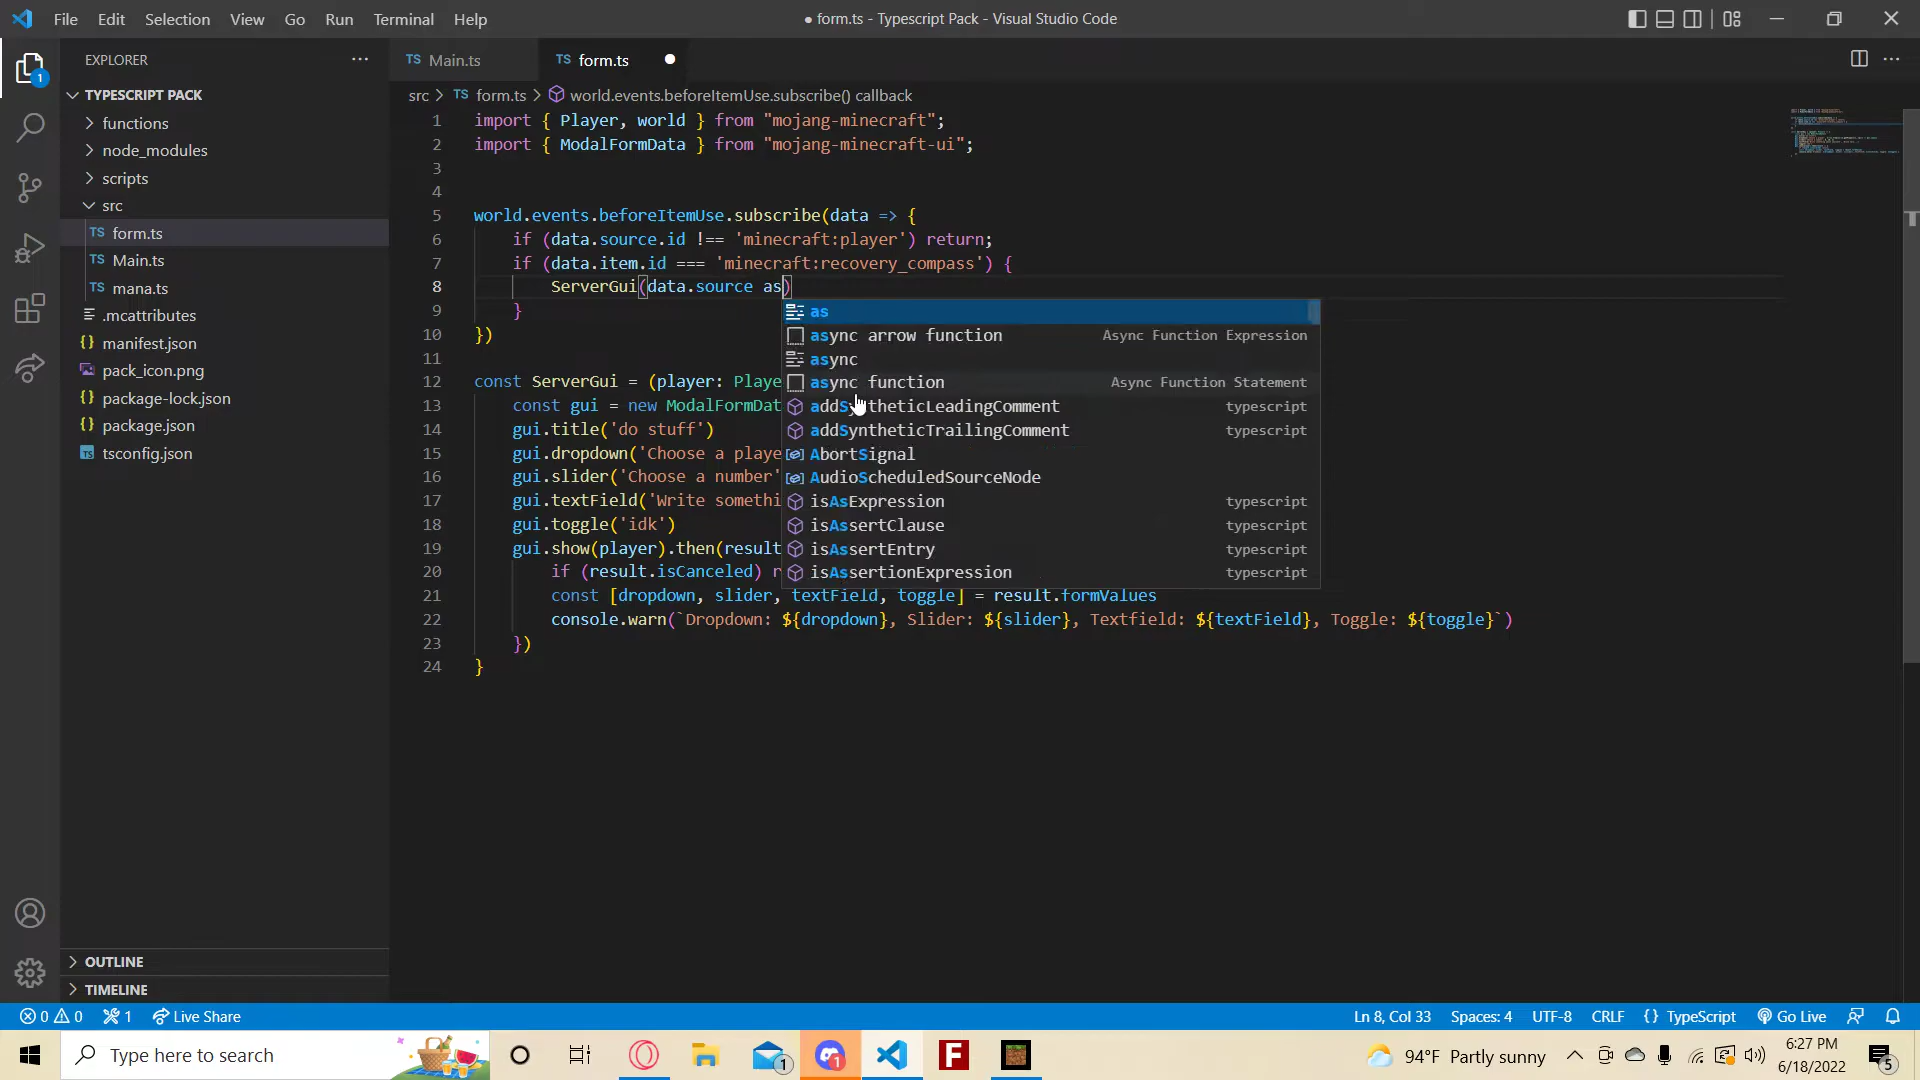 File Edit Selection View Go Run Terminal Help
● form.ts - Typescript Pack - Visual Studio Code
EXPLORER
TS Main.ts
TS form.ts
TYPESCRIPT PACK
src > TS form.ts > world.events.beforeItemUse.subscribe() callback
functions
node_modules
scripts
src
TS form.ts
TS Main.ts
TS mana.ts
.mcattributes
{} manifest.json
pack_icon.png
{} package-lock.json
{} package.json
TS tsconfig.json
OUTLINE
TIMELINE
1 import { Player, world } from "mojang-minecraft";
2 import { ModalFormData } from "mojang-minecraft-ui";
3
4
5 world.events.beforeItemUse.subscribe(data => {
6 if (data.source.id !== 'minecraft:player') return;
7 if (data.item.id === 'minecraft:recovery_compass') {
8 ServerGui(data.source as)
9 }
10 })
11
12 const ServerGui = (player: Playe
13 const gui = new ModalFormDat
14 gui.title('do stuff')
15 gui.dropdown('Choose a playe
16 gui.slider('Choose a number'
17 gui.textField('Write somethi
18 gui.toggle('idk')
19 gui.show(player).then(result
20 if (result.isCanceled) r
21 const [dropdown, slider, textField, toggle] = result.formValues
22 console.warn(`Dropdown: ${dropdown}, Slider: ${slider}, Textfield: ${textField}, Toggle: ${toggle}`)
23 })
24 }
as
async arrow function Async Function Expression
async
async function Async Function Statement
addSyntheticLeadingComment typescript
addSyntheticTrailingComment typescript
AbortSignal
AudioScheduledSourceNode
isAsExpression typescript
isAssertClause typescript
isAssertEntry typescript
isAssertionExpression typescript
1
0 0 1 Live Share
Ln 8, Col 33 Spaces: 4 UTF-8 CRLF {} TypeScript Go Live
Type here to search
1
1
F
94°F Partly sunny
6:27 PM
6/18/2022
5